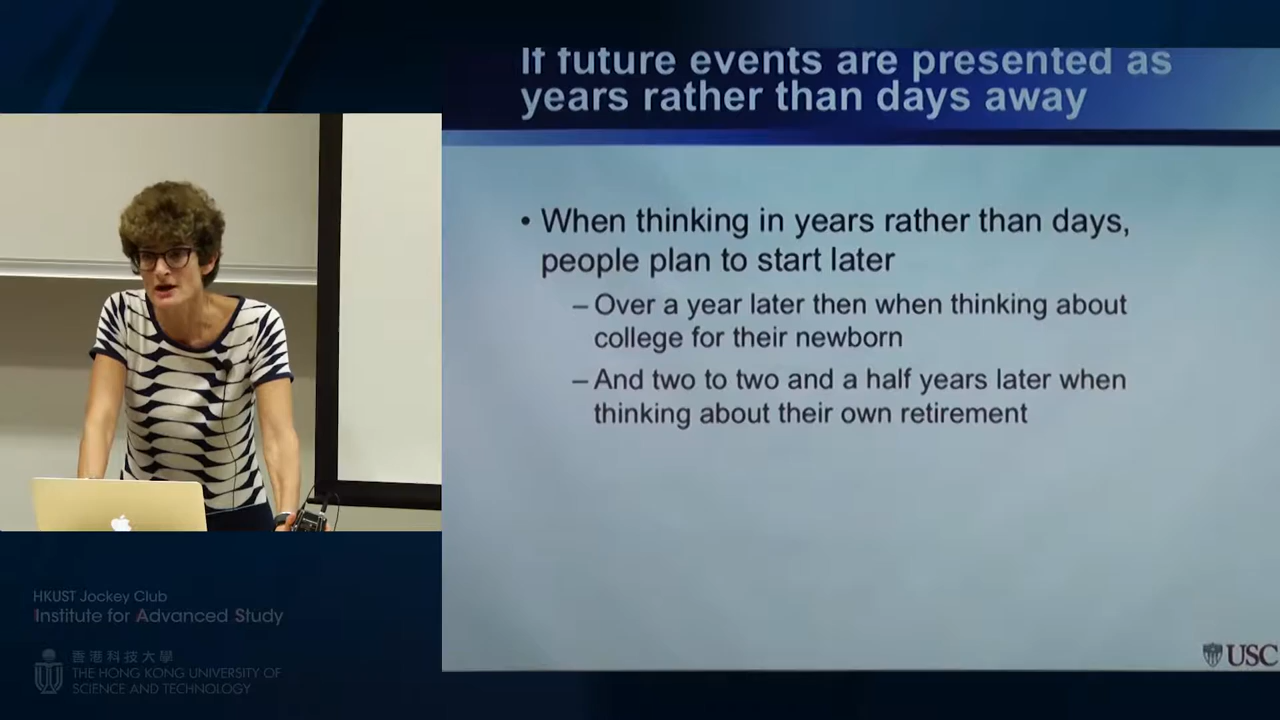 If future events are presented as
years rather than days away
• When thinking in years rather than days,
people plan to start later
– Over a year later then when thinking about
college for their newborn
– And two to two and a half years later when
thinking about their own retirement
USC
HKUST Jockey Club
Institute for Advanced Study
香港科技大學
THE HONG KONG UNIVERSITY OF
SCIENCE AND TECHNOLOGY